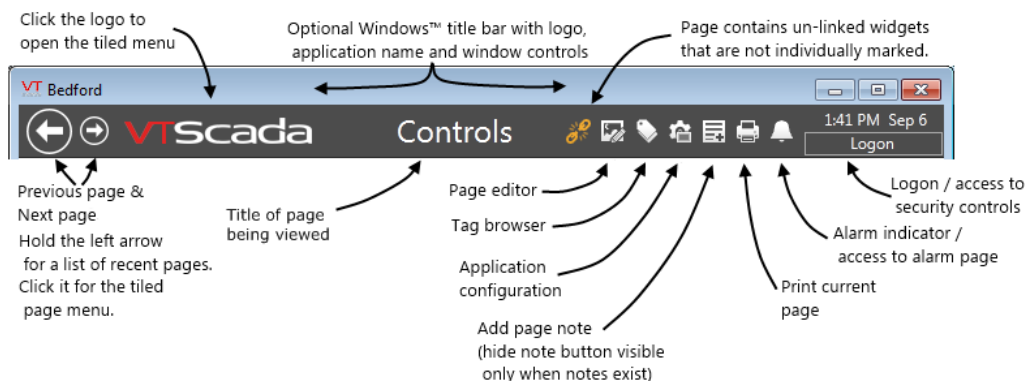 Click the logo to
open the tiled menu
Optional Windows™ title bar with logo,
application name and window controls
Page contains un-linked widgets
that are not individually marked.
VT Bedford
VTScada
Controls
1:41 PM Sep 6
Logon
Previous page &
Next page
Hold the left arrow
for a list of recent pages.
Click it for the tiled
page menu.
Title of page
being viewed
Page editor
Tag browser
Application
configuration
Add page note
(hide note button visible
only when notes exist)
Print current
page
Alarm indicator /
access to alarm page
Logon / access to
security controls